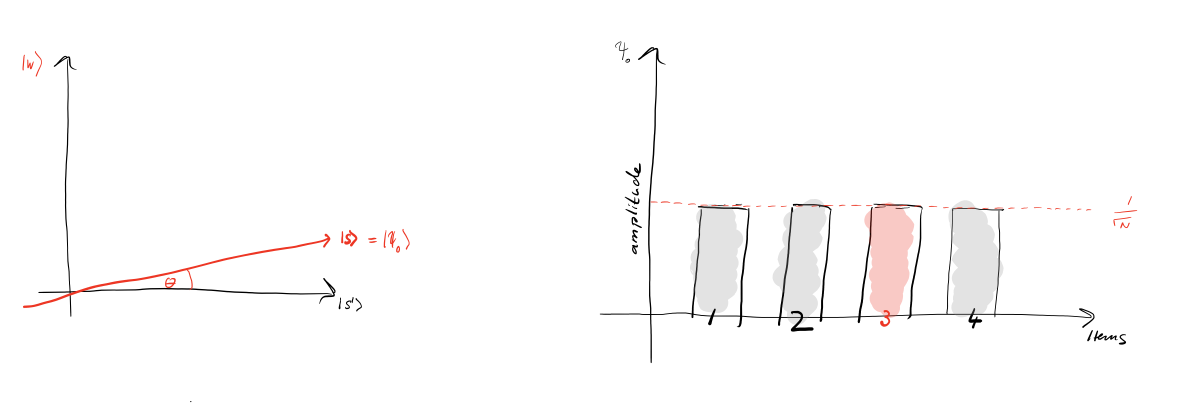 |w⟩
θ
|s⟩ = |ψ₀⟩
|s'⟩
ψ₀
amplitude
1 2 3 4
Items
1/√N